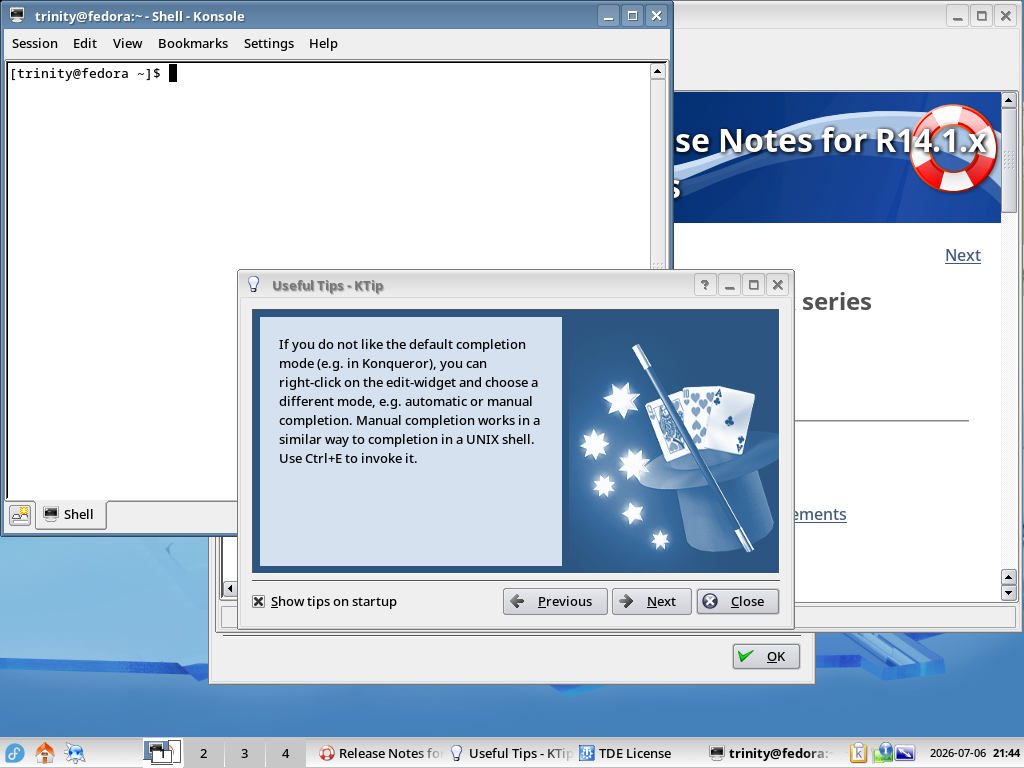 trinity@fedora:~ - Shell - Konsole
Session Edit View Bookmarks Settings Help
[trinity@fedora ~]$
se Notes for R14.1.x
s
Next
series
ements
Shell
Useful Tips - KTip
If you do not like the default completion
mode (e.g. in Konqueror), you can
right-click on the edit-widget and choose a
different mode, e.g. automatic or manual
completion. Manual completion works in a
similar way to completion in a UNIX shell.
Use Ctrl+E to invoke it.
Show tips on startup
Previous
Next
Close
OK
2 3 4 Release Notes for Useful Tips - KTip TDE License trinity@fedora:~ 2026-07-06 21:44